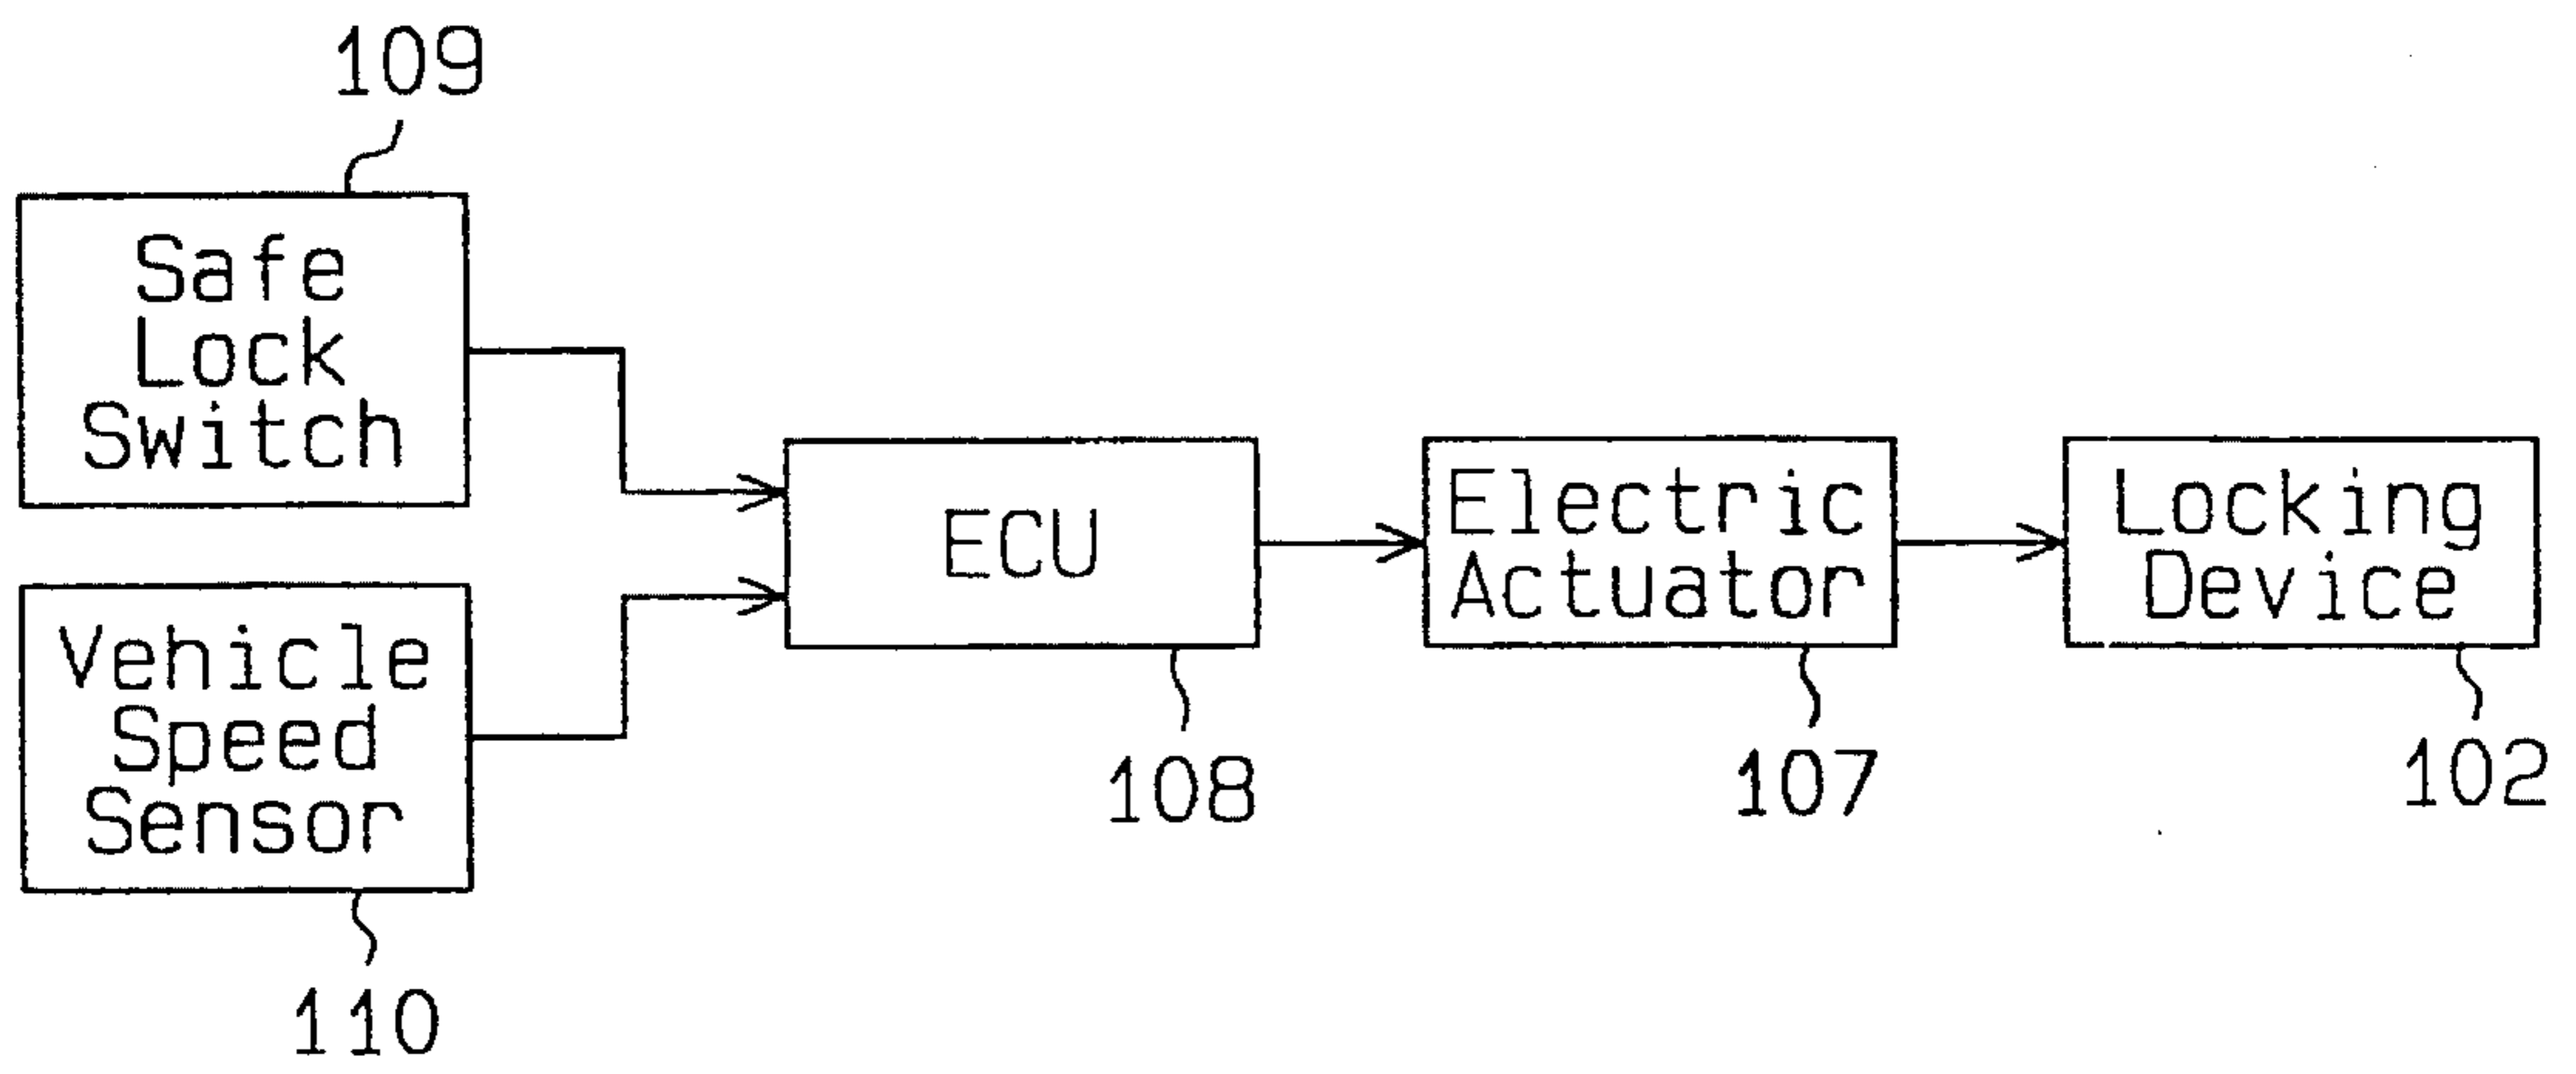 109
Safe
Lock
Switch
Vehicle
Speed
Sensor
110
ECU
108
Electric
Actuator
107
Locking
Device
102